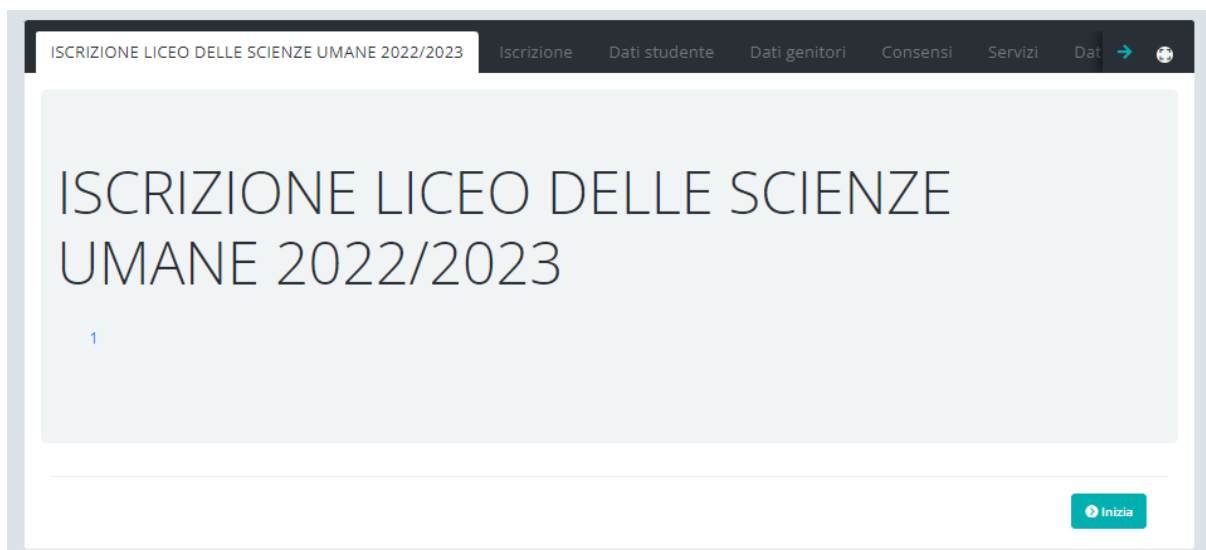 ISCRIZIONE LICEO DELLE SCIENZE UMANE 2022/2023 Iscrizione Dati studente Dati genitori Consensi Servizi Dat
ISCRIZIONE LICEO DELLE SCIENZE
UMANE 2022/2023
1
Inizia